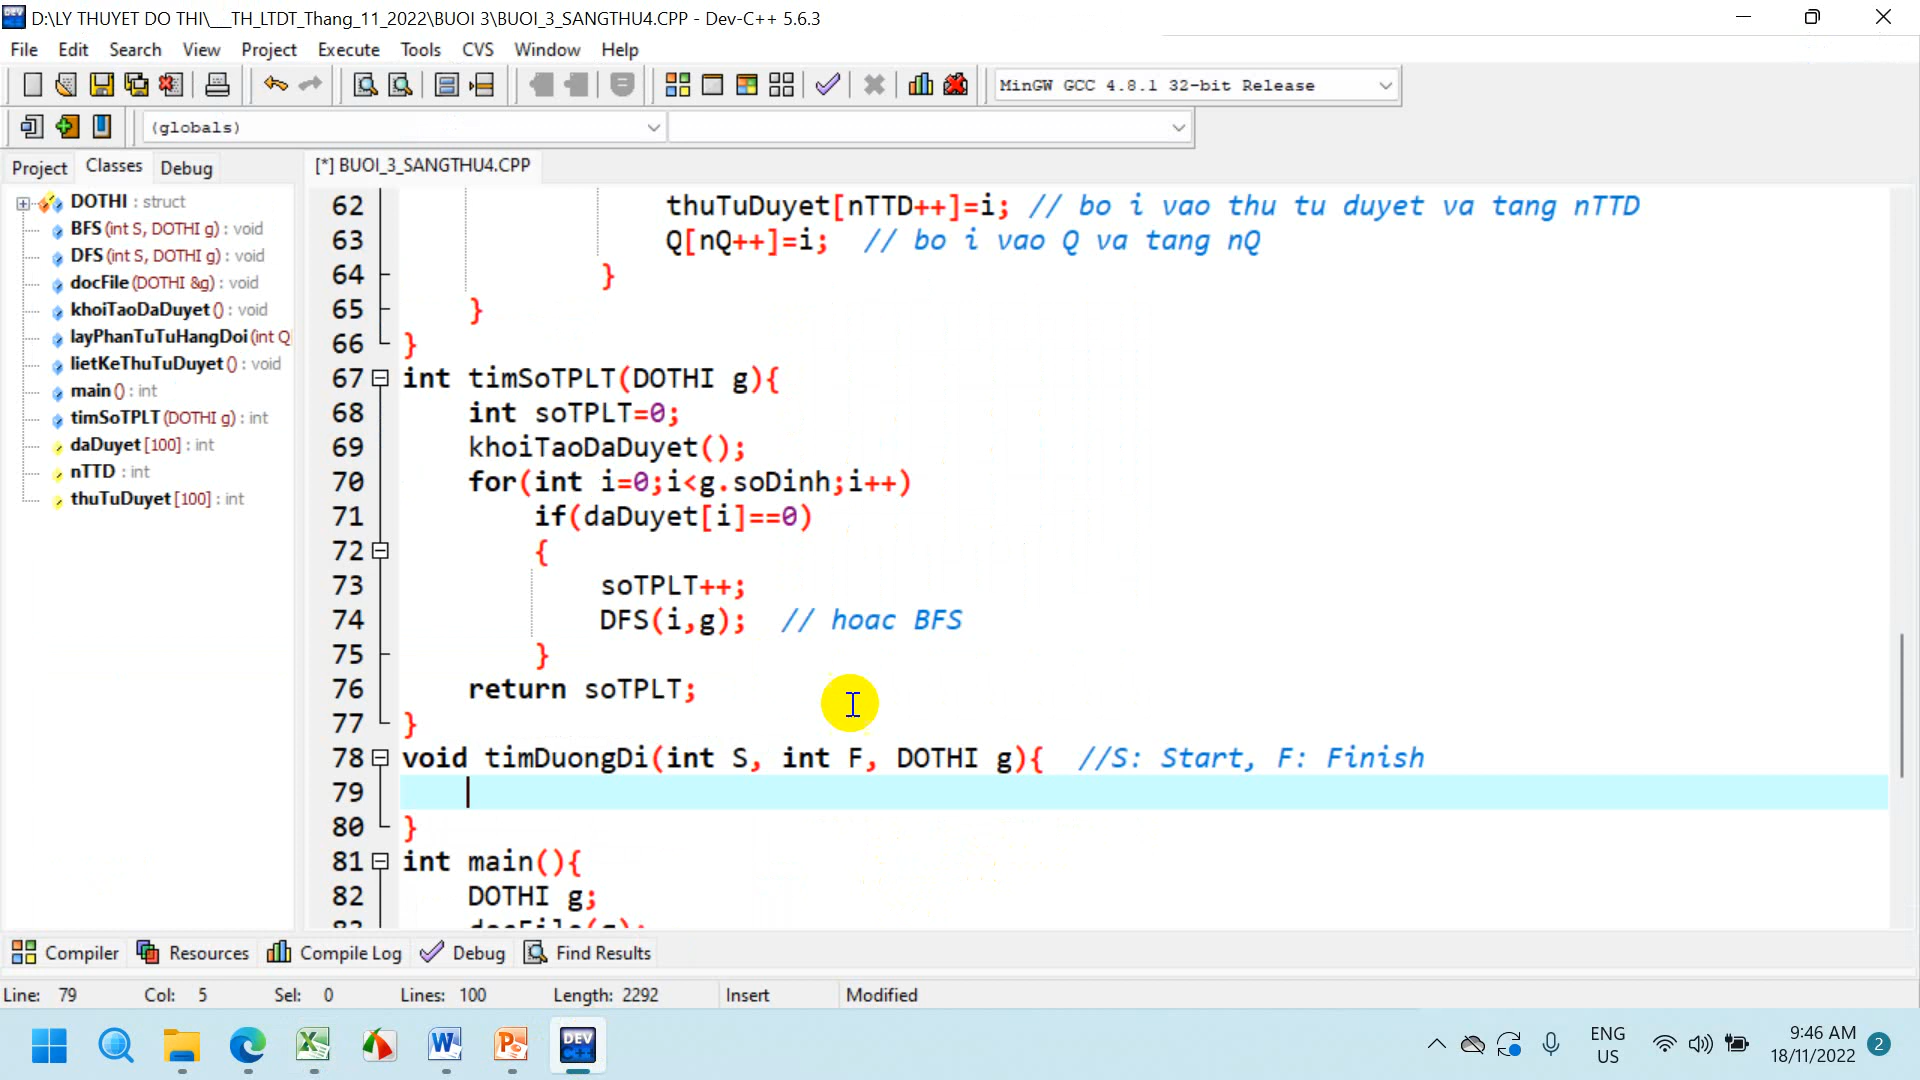 D:\LY THUYET DO THI\___TH_LTDT_Thang_11_2022\BUOI 3\BUOI_3_SANGTHU4.CPP - Dev-C++ 5.6.3
File Edit Search View Project Execute Tools CVS Window Help
MinGW GCC 4.8.1 32-bit Release
(globals)
Project Classes Debug
[*] BUOI_3_SANGTHU4.CPP
DOTHI : struct
BFS (int S, DOTHI g) : void
DFS (int S, DOTHI g) : void
docFile (DOTHI &g) : void
khoiTaoDaDuyet () : void
layPhanTuTuHangDoi (int Q
lietKeThuTuDuyet () : void
main () : int
timSoTPLT (DOTHI g) : int
daDuyet [100] : int
nTTD : int
thuTuDuyet [100] : int
62 thuTuDuyet[nTTD++]=i; // bo i vao thu tu duyet va tang nTTD
63 Q[nQ++]=i; // bo i vao Q va tang nQ
64 }
65 }
66 }
67 int timSoTPLT(DOTHI g){
68 int soTPLT=0;
69 khoiTaoDaDuyet();
70 for(int i=0;i<g.soDinh;i++)
71 if(daDuyet[i]==0)
72 {
73 soTPLT++;
74 DFS(i,g); // hoac BFS
75 }
76 return soTPLT;
77 }
78 void timDuongDi(int S, int F, DOTHI g){ //S: Start, F: Finish
79
80 }
81 int main(){
82 DOTHI g;
83 docFile(g);
Compiler Resources Compile Log Debug Find Results
Line: 79 Col: 5 Sel: 0 Lines: 100 Length: 2292 Insert Modified
DEV C++
ENG
US
9:46 AM
18/11/2022
2